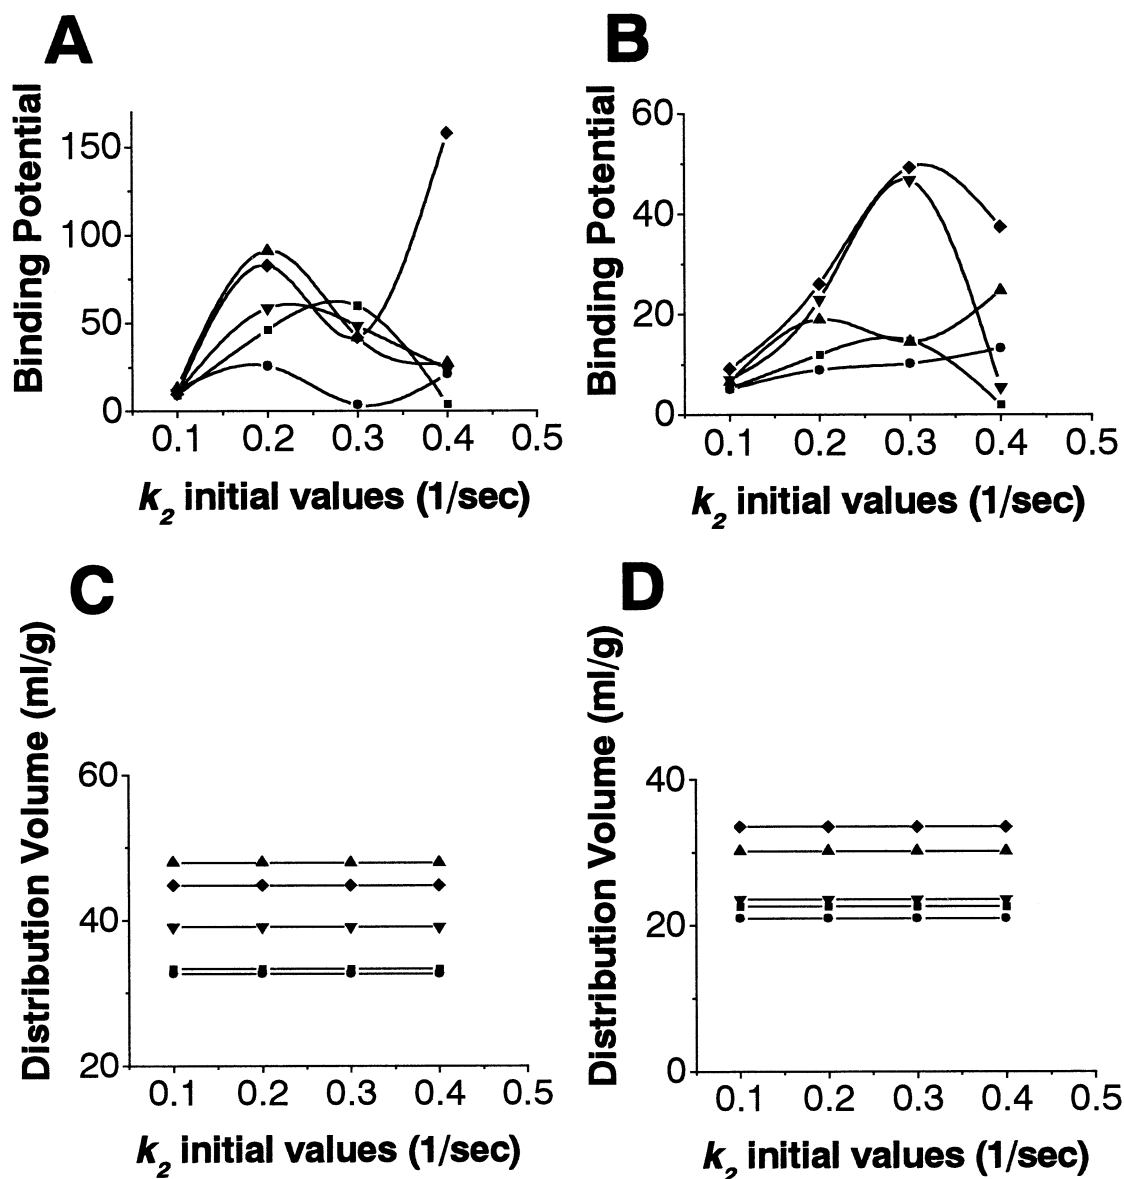 A
Binding Potential
150
100
50
0
0.1 0.2 0.3 0.4 0.5
k2 initial values (1/sec)
B
Binding Potential
60
40
20
0
0.1 0.2 0.3 0.4 0.5
k2 initial values (1/sec)
C
Distribution Volume (ml/g)
60
40
20
0.1 0.2 0.3 0.4 0.5
k2 initial values (1/sec)
D
Distribution Volume (ml/g)
40
20
0
0.1 0.2 0.3 0.4 0.5
k2 initial values (1/sec)